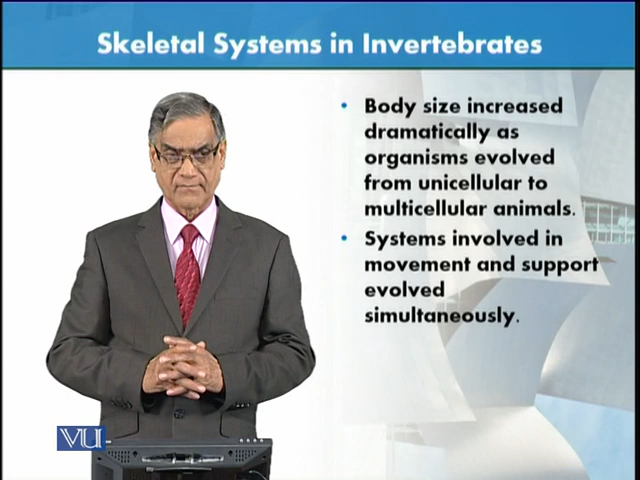 Skeletal Systems in Invertebrates
• Body size increased
dramatically as
organisms evolved
from unicellular to
multicellular animals.
• Systems involved in
movement and support
evolved
simultaneously.
VU